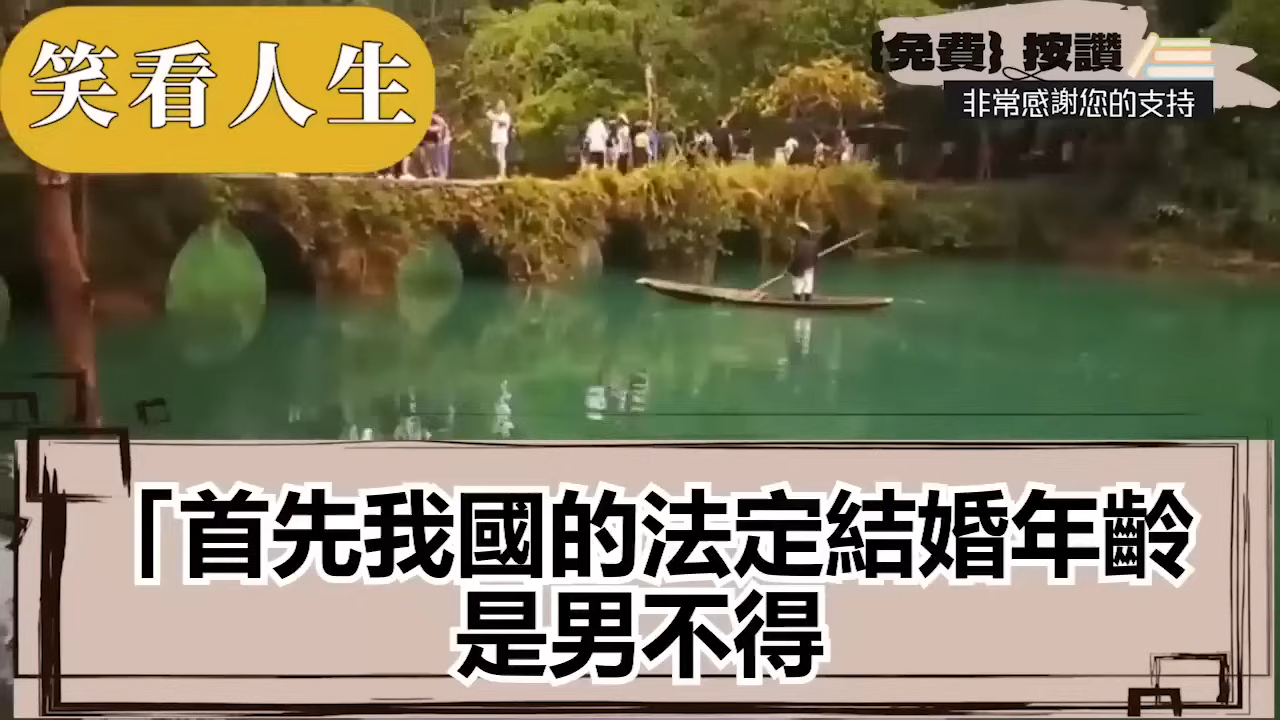 笑看人生
{免費} 按讚
非常感謝您的支持
「首先我國的法定結婚年齡
是男不得